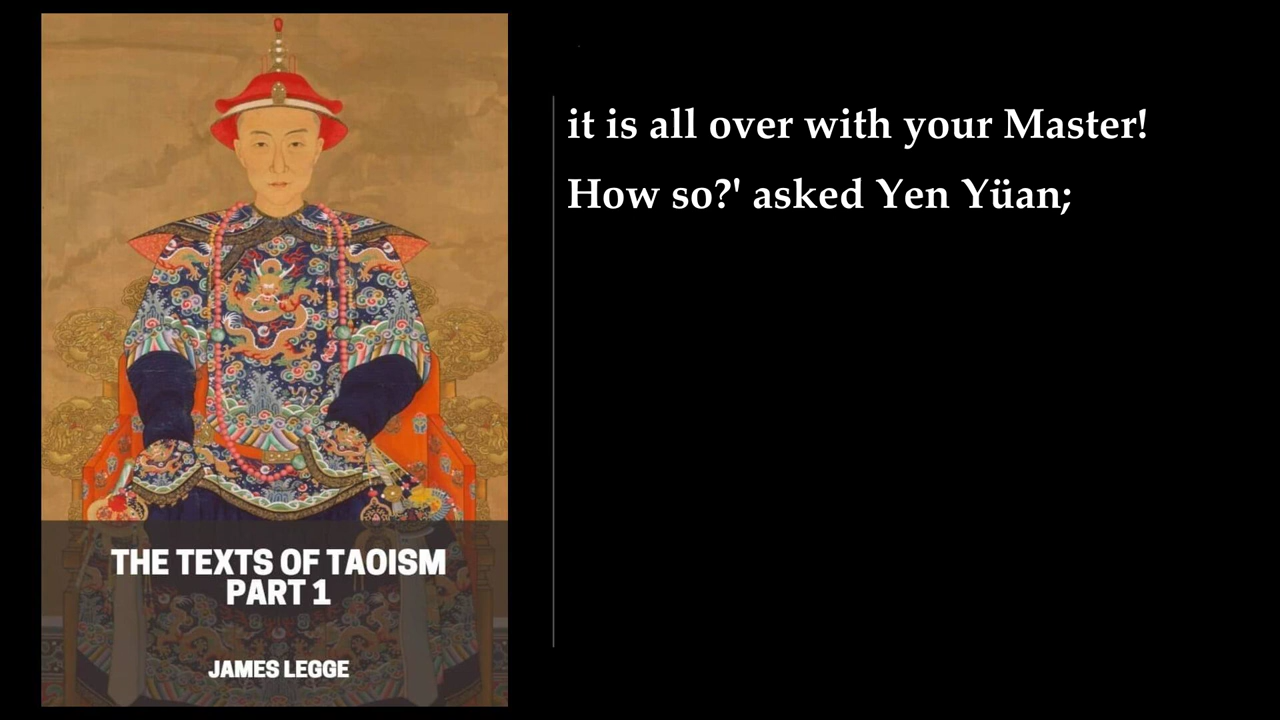 THE TEXTS OF TAOISM
PART 1
JAMES LEGGE
it is all over with your Master!
How so?' asked Yen Yüan;